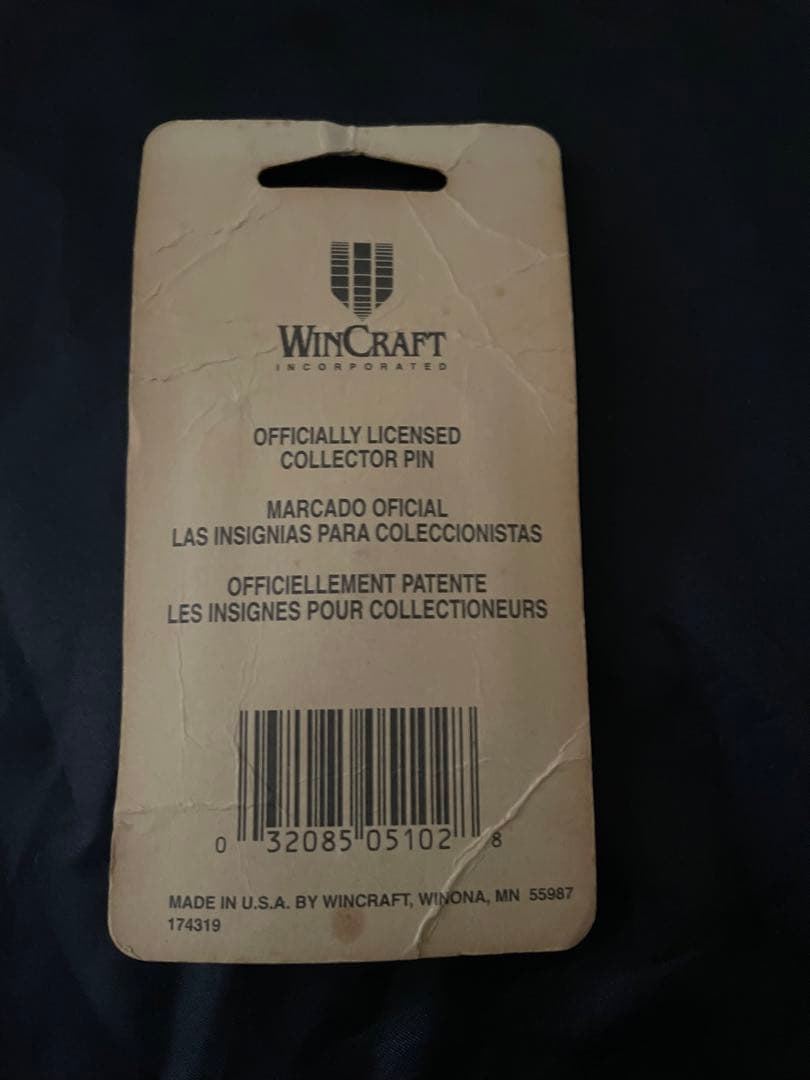 WINCRAFT
INCORPORATED
OFFICIALLY LICENSED
COLLECTOR PIN
MARCADO OFICIAL
LAS INSIGNIAS PARA COLECCIONISTAS
OFFICIELLEMENT PATENTE
LES INSIGNES POUR COLLECTIONEURS
0 32085 05102 8
MADE IN U.S.A. BY WINCRAFT, WINONA, MN 55987
174319